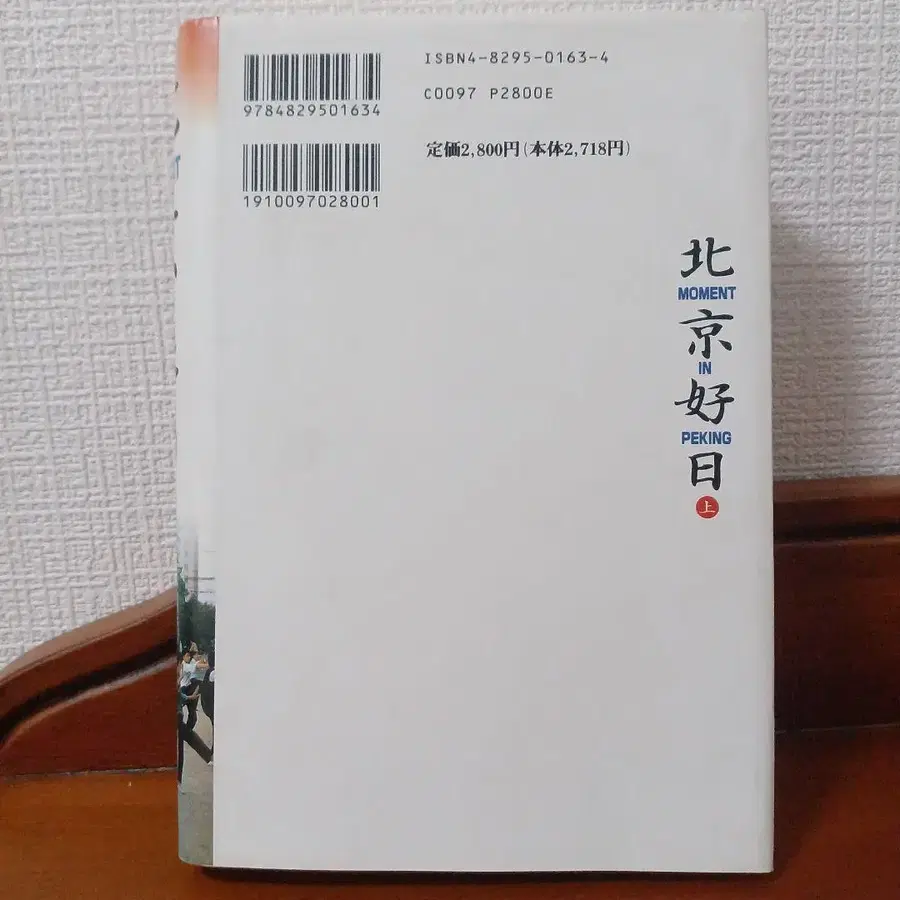 ISBN4-8295-0163-4
9784829501634
C0097 P2800E
定価2,800円(本体2,718円)
1910097028001
北
MOMENT
京
IN
好
PEKING
日
上